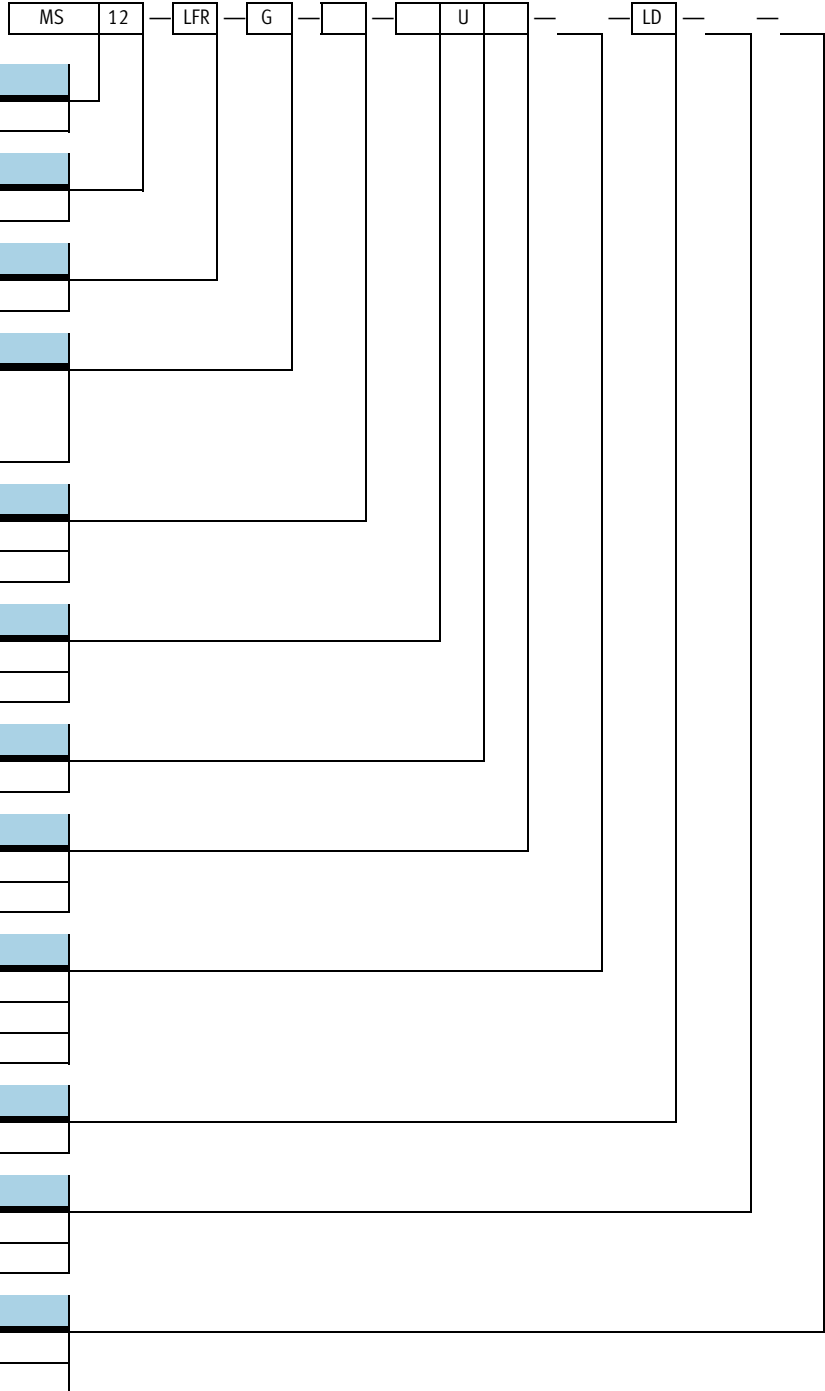 MS 12 — LFR — G — — U — — LD — —